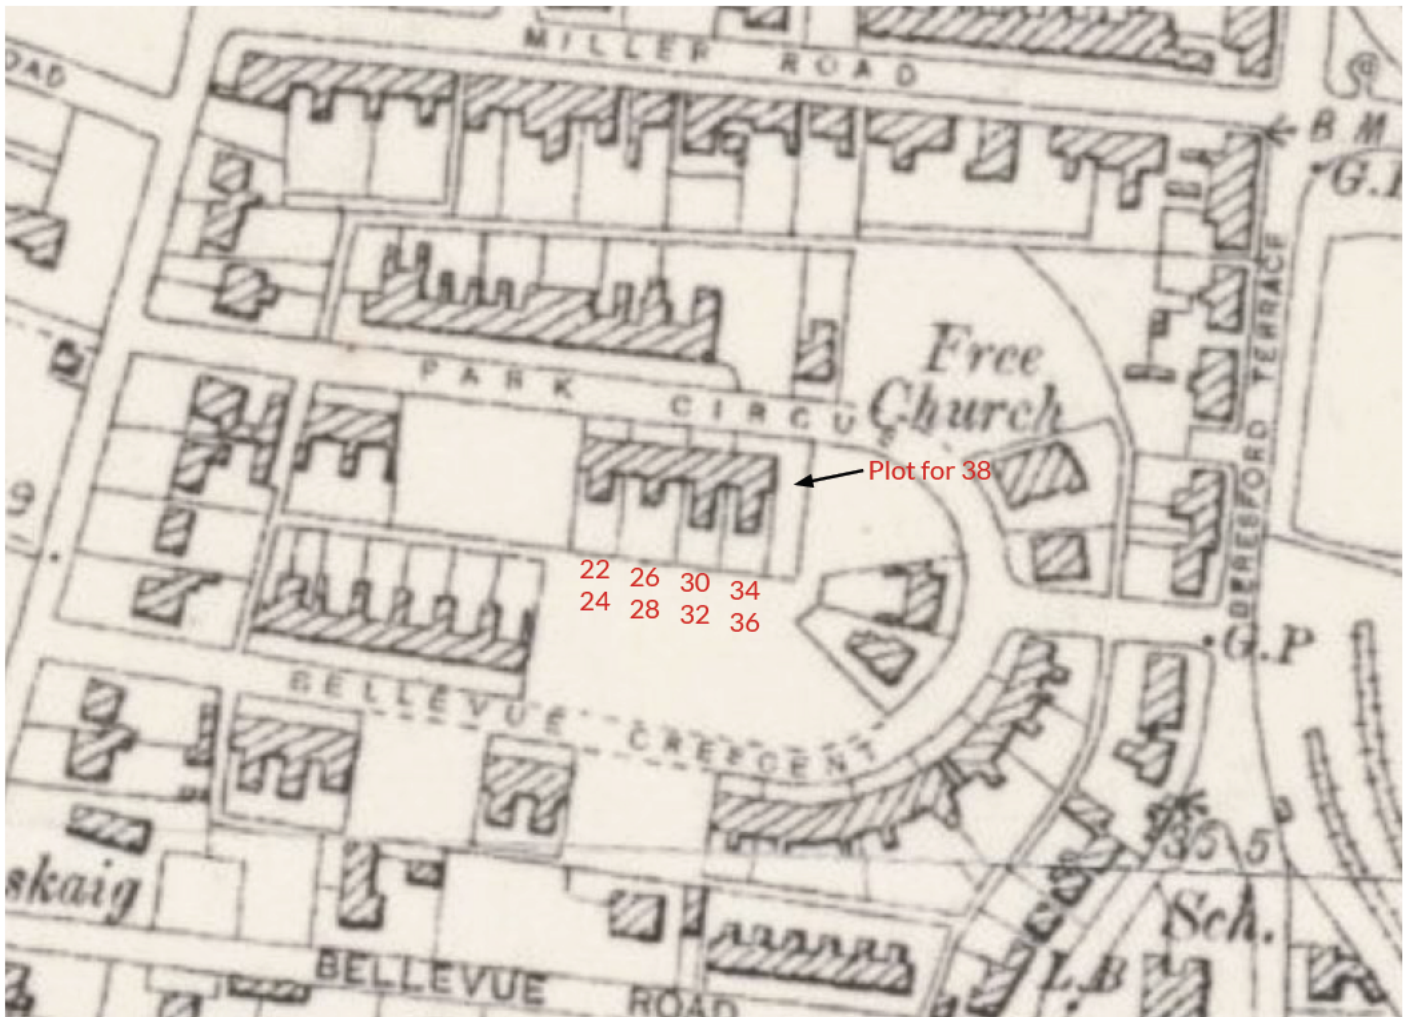 MILLER ROAD
OAD
B M
G.P
PARK CIRCUS
Free
Church
Plot for 38
BERESFORD TERRACE
22 26 30 34
24 28 32 36
G.P
BELLEVUE CRESCENT
35 5
skaig
Sch.
L.B
BELLEVUE ROAD